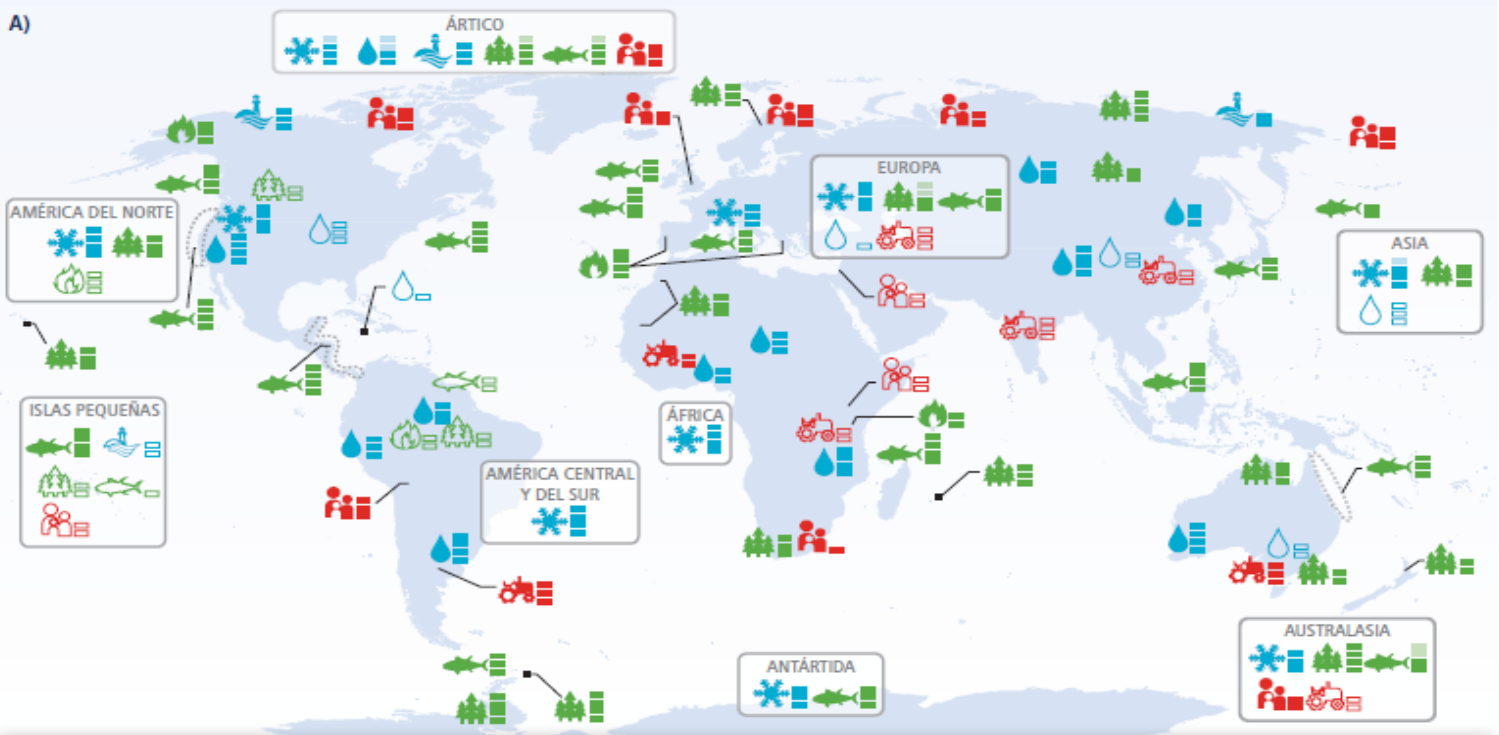 A)
ÁRTICO
EUROPA
AMÉRICA DEL NORTE
ASIA
ISLAS PEQUEÑAS
ÁFRICA
AMÉRICA CENTRAL
Y DEL SUR
AUSTRALASIA
ANTÁRTIDA